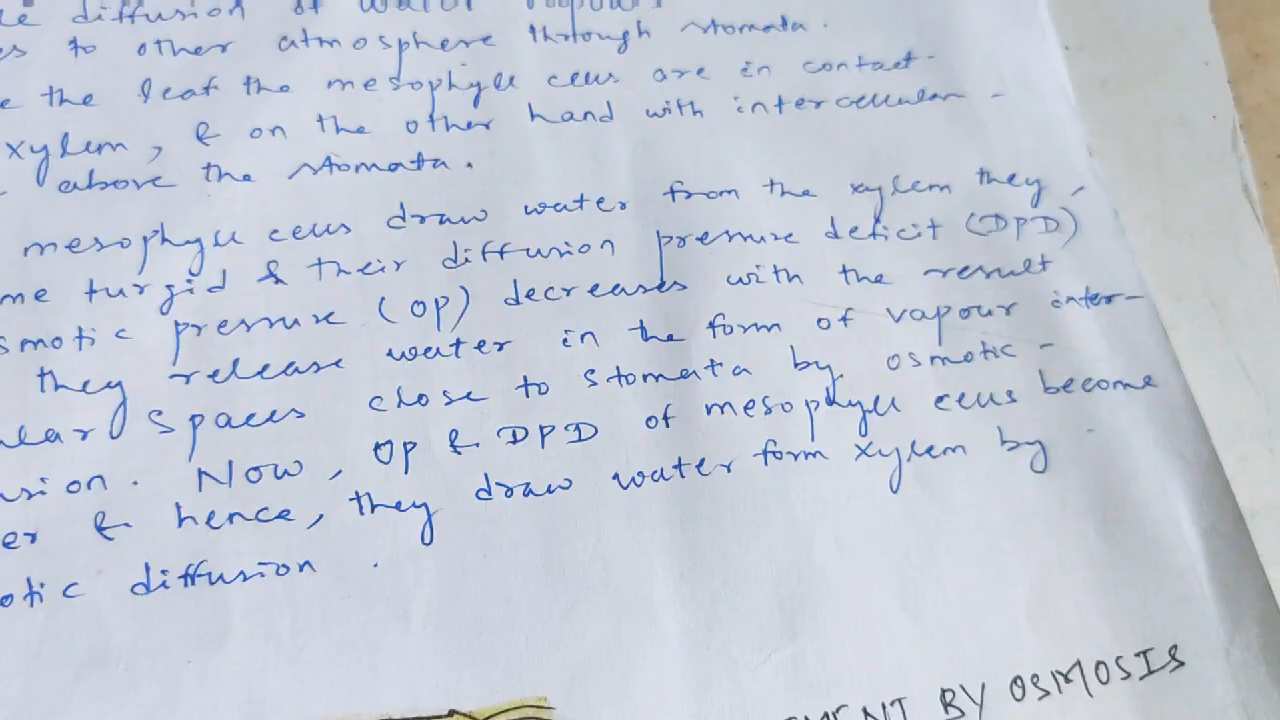 diffusion of water
to other atmosphere through stomata.
the leaf the mesophyll cells are in contact-
xylem, & on the other hand with intercellular -
above the stomata.
mesophyll cells draw water from the xylem they,
me turgid & their diffusion pressure deficit (DPD)
smotic pressure (OP) decreases with the result
they release water in the form of vapour inter-
lar spaces close to stomata by osmotic -
usion. Now, OP & DPD of mesophyll cells become
er & hence, they draw water form xylem by
otic diffusion.
BY OSMOSIS